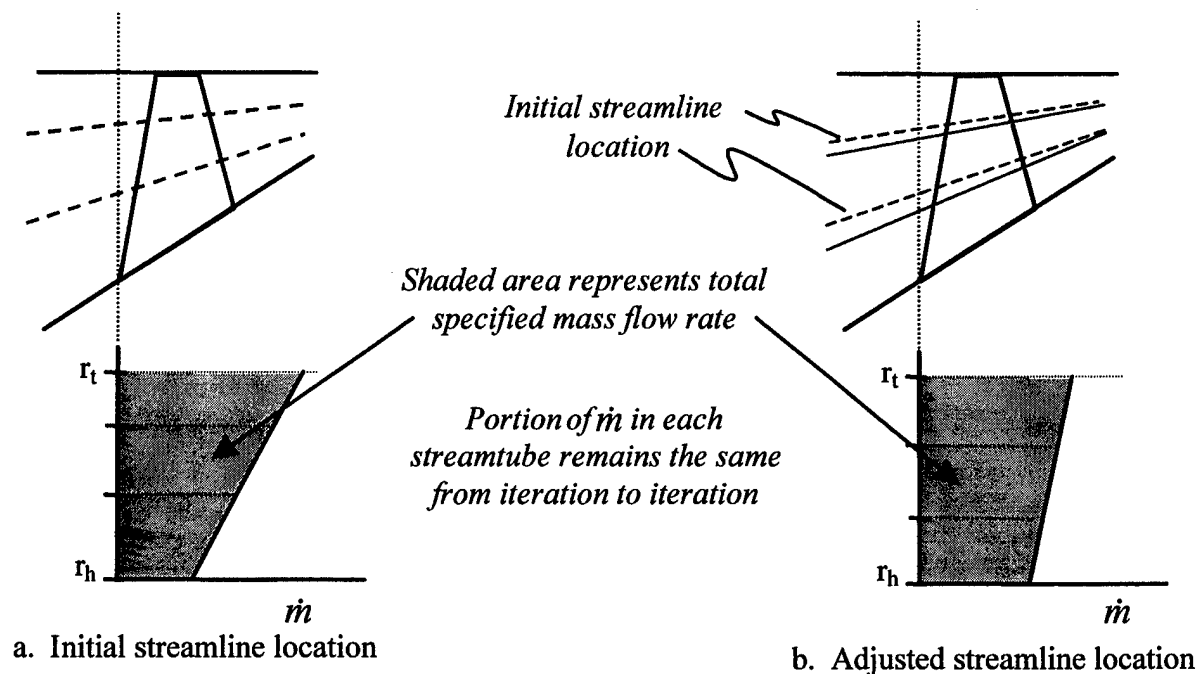 Initial streamline
location
Shaded area represents total
specified mass flow rate
Portion of ṁ in each
streamtube remains the same
from iteration to iteration
r_t
r_h
ṁ
a. Initial streamline location
r_t
r_h
ṁ
b. Adjusted streamline location